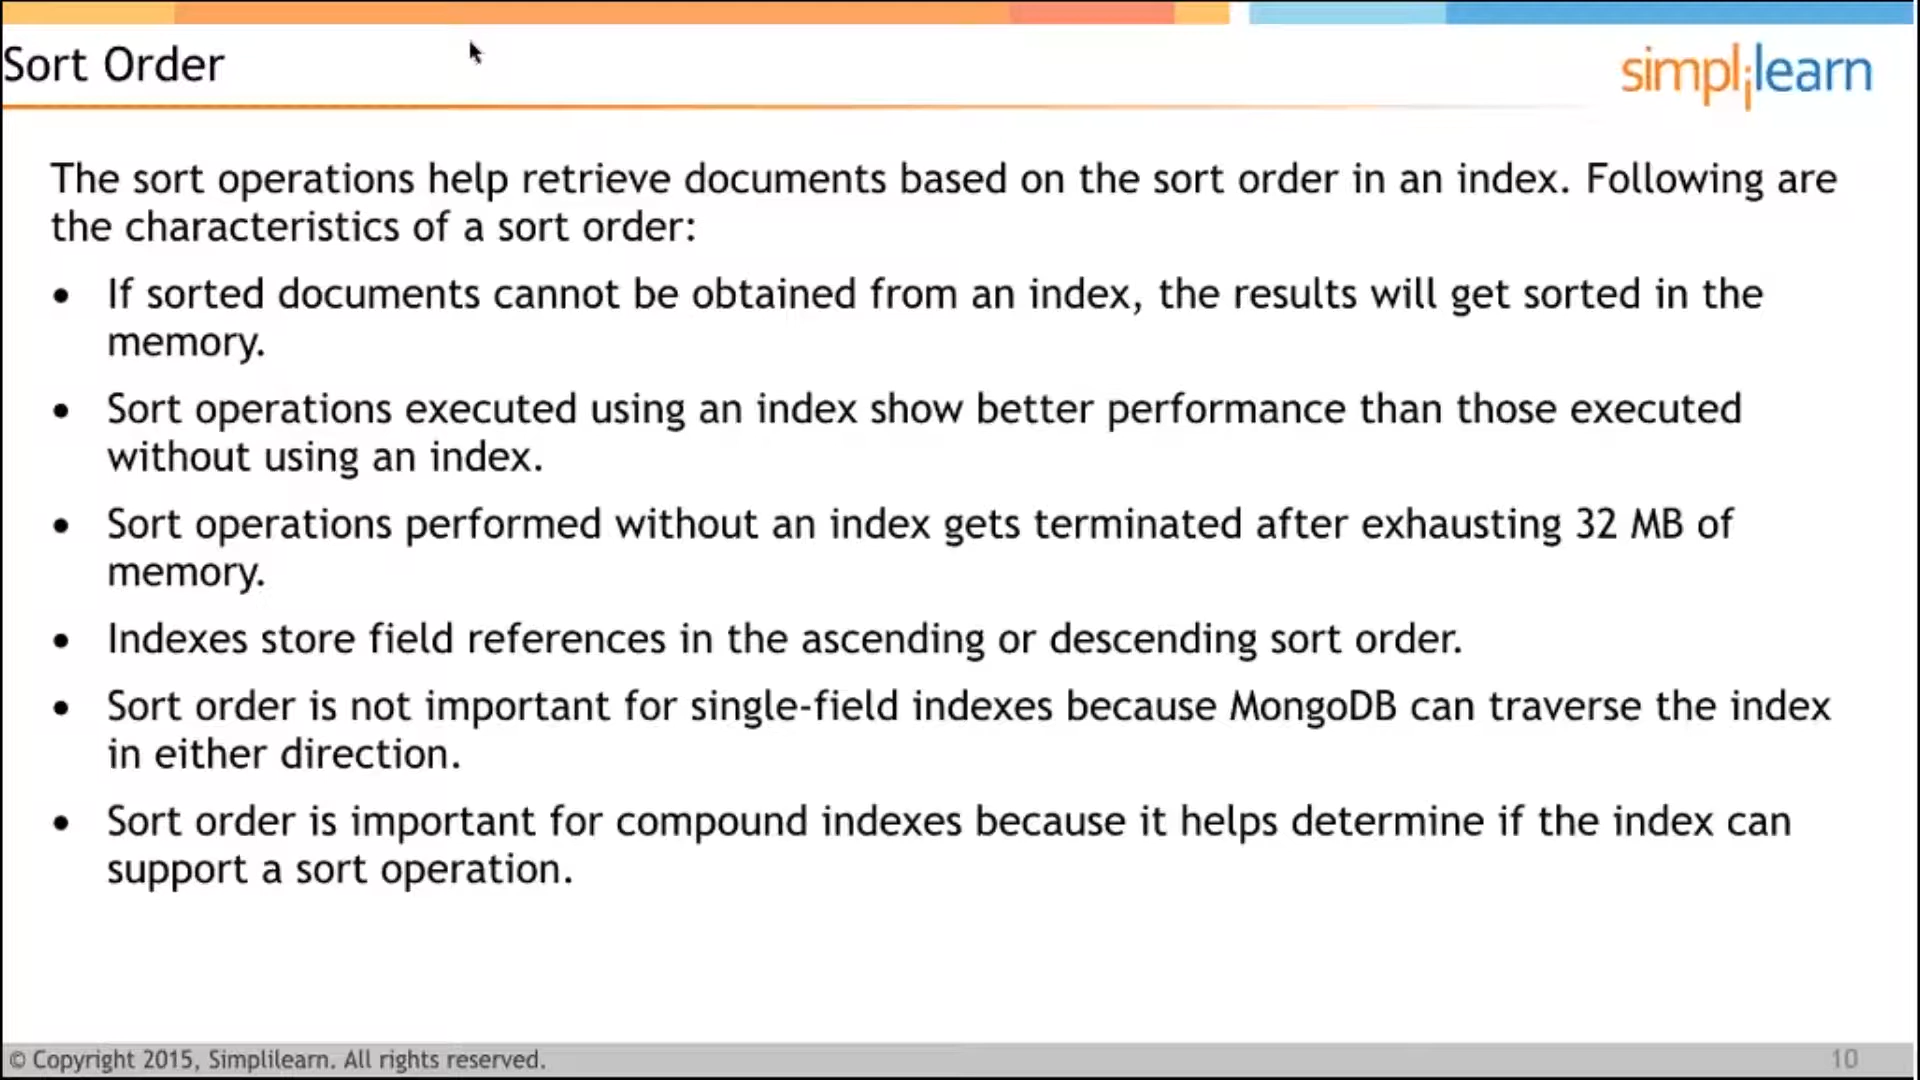 Sort Order
simplilearn
The sort operations help retrieve documents based on the sort order in an index. Following are
the characteristics of a sort order:
• If sorted documents cannot be obtained from an index, the results will get sorted in the
memory.
• Sort operations executed using an index show better performance than those executed
without using an index.
• Sort operations performed without an index gets terminated after exhausting 32 MB of
memory.
• Indexes store field references in the ascending or descending sort order.
• Sort order is not important for single-field indexes because MongoDB can traverse the index
in either direction.
• Sort order is important for compound indexes because it helps determine if the index can
support a sort operation.
© Copyright 2015, Simplilearn. All rights reserved.
10